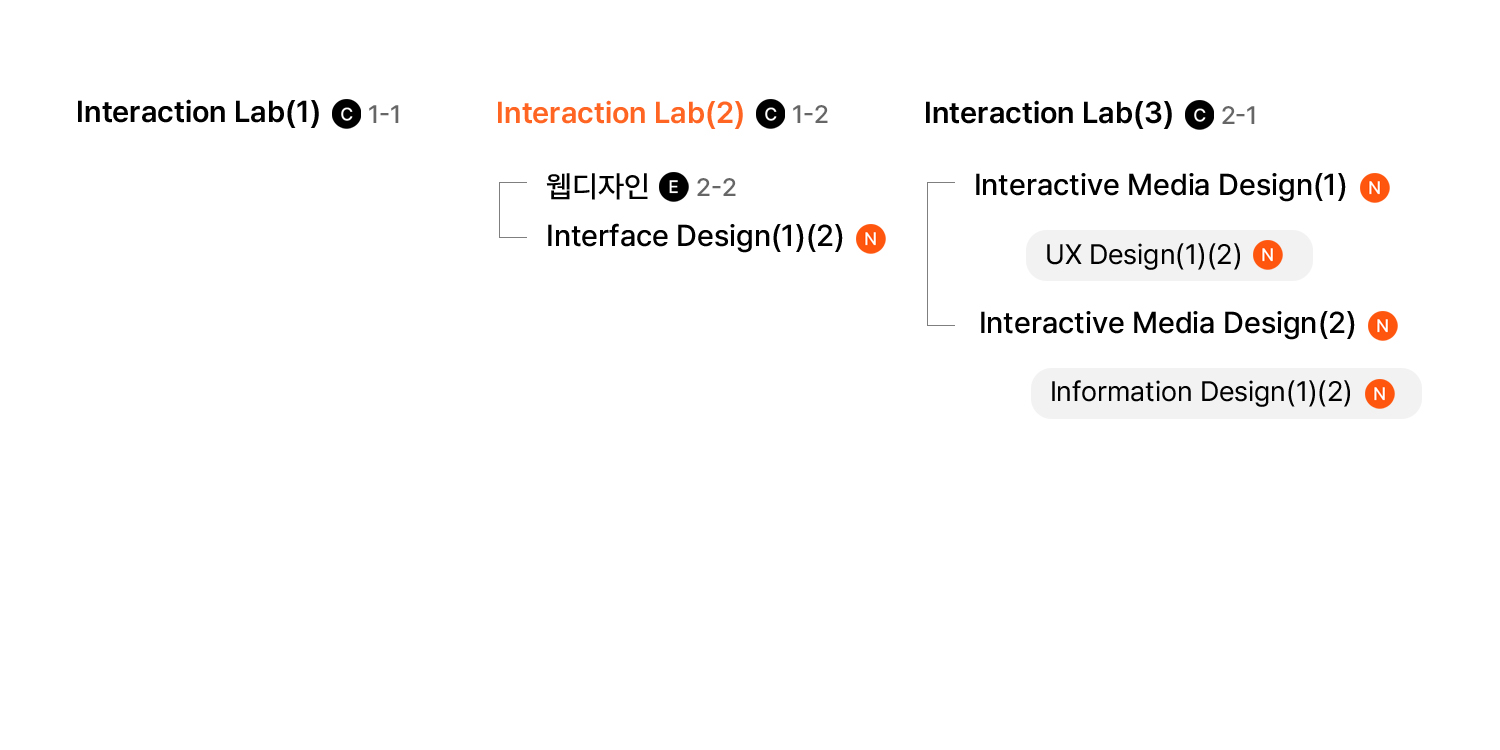 Interaction Lab(1) C 1-1
Interaction Lab(2) C 1-2
웹디자인 E 2-2
Interface Design(1)(2) N
Interaction Lab(3) C 2-1
Interactive Media Design(1) N
UX Design(1)(2) N
Interactive Media Design(2) N
Information Design(1)(2) N